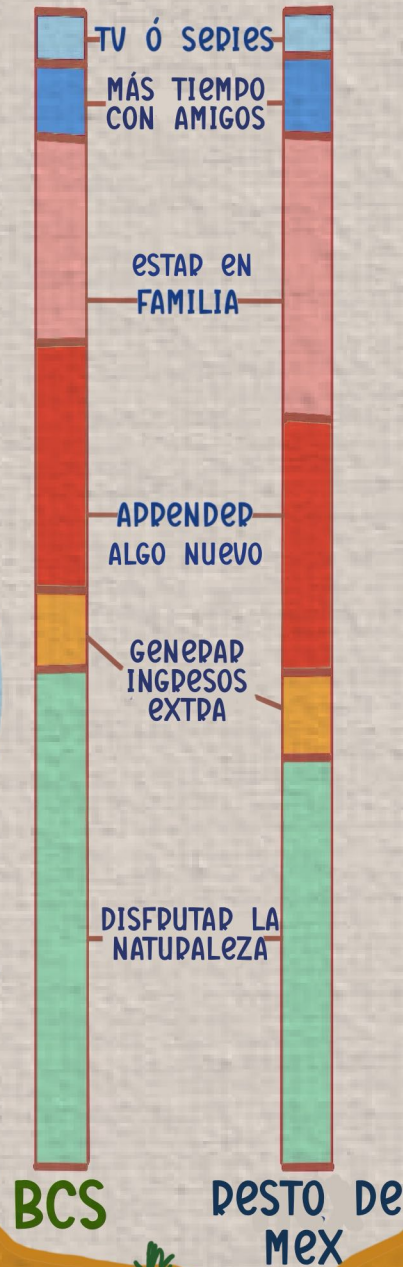 TV Ó SERIES
MÁS TIEMPO
CON AMIGOS
ESTAR EN
FAMILIA
APRENDER
ALGO NUEVO
GENERAR
INGRESOS
EXTRA
DISFRUTAR LA
NATURALEZA
BCS
RESTO DE
MEX